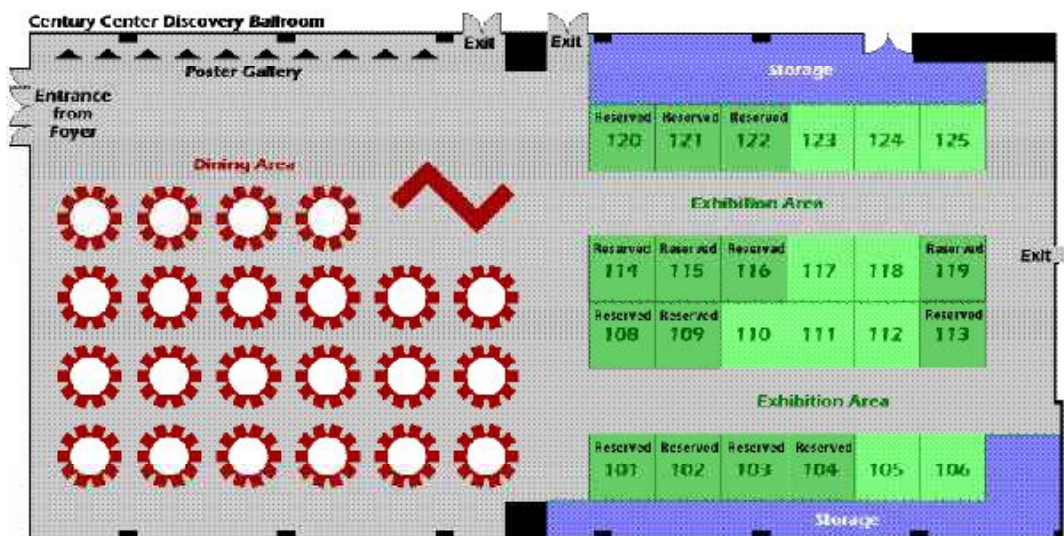 Century Center Discovery Ballroom
Exit
Exit
Poster Gallery
Storage
Entrance
from
Foyer
Reserved Reserved Reserved
120 121 122 123 124 125
Dining Area
Exhibition Area
Reserved Reserved Reserved Reserved
114 115 116 117 118 119
Exit
Reserved Reserved Reserved
108 109 110 111 112 113
Exhibition Area
Reserved Reserved Reserved Reserved
101 102 103 104 105 106
Storage